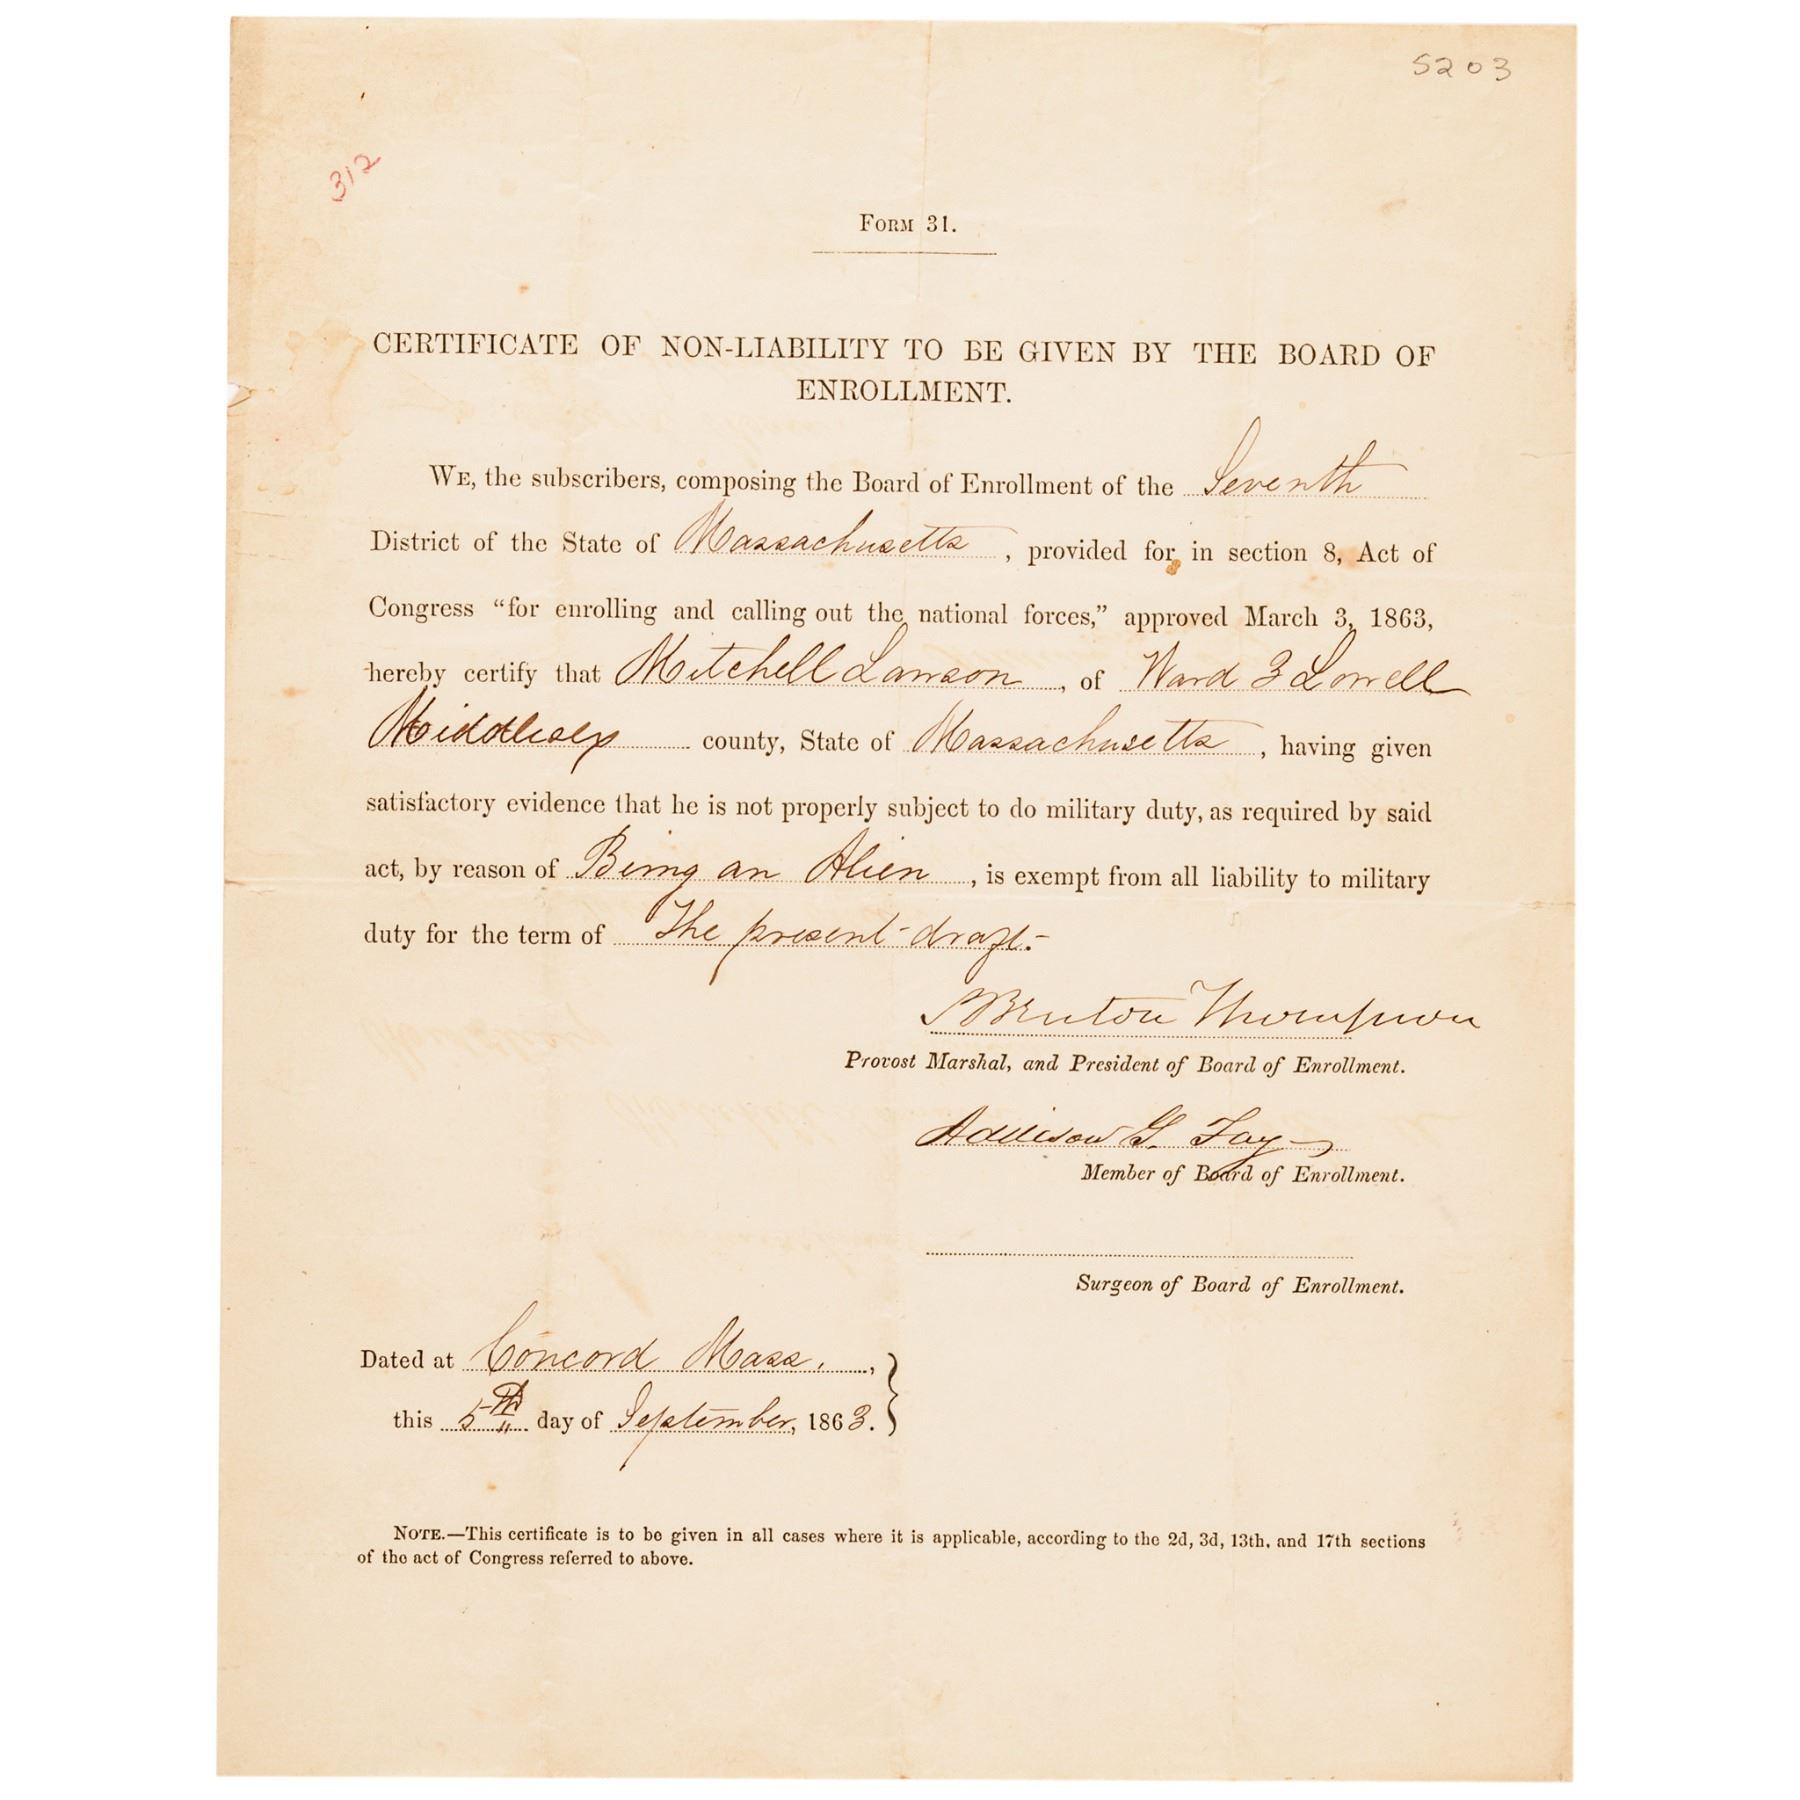 5203
312
FORM 31.
CERTIFICATE OF NON-LIABILITY TO BE GIVEN BY THE BOARD OF
ENROLLMENT.
WE, the subscribers, composing the Board of Enrollment of the Seventh
District of the State of Massachusetts, provided for in section 8, Act of
Congress “for enrolling and calling out the national forces,” approved March 3, 1863,
hereby certify that Mitchell Lawson, of Ward 3 Lowell
Middlesex county, State of Massachusetts, having given
satisfactory evidence that he is not properly subject to do military duty, as required by said
act, by reason of Being an Alien, is exempt from all liability to military
duty for the term of The present draft.
Thompson
Provost Marshal, and President of Board of Enrollment.
Addison G. Fay
Member of Board of Enrollment.
Surgeon of Board of Enrollment.
Dated at Concord Mass.,
this 5th day of September, 1863.
NOTE.—This certificate is to be given in all cases where it is applicable, according to the 2d, 3d, 13th, and 17th sections
of the act of Congress referred to above.